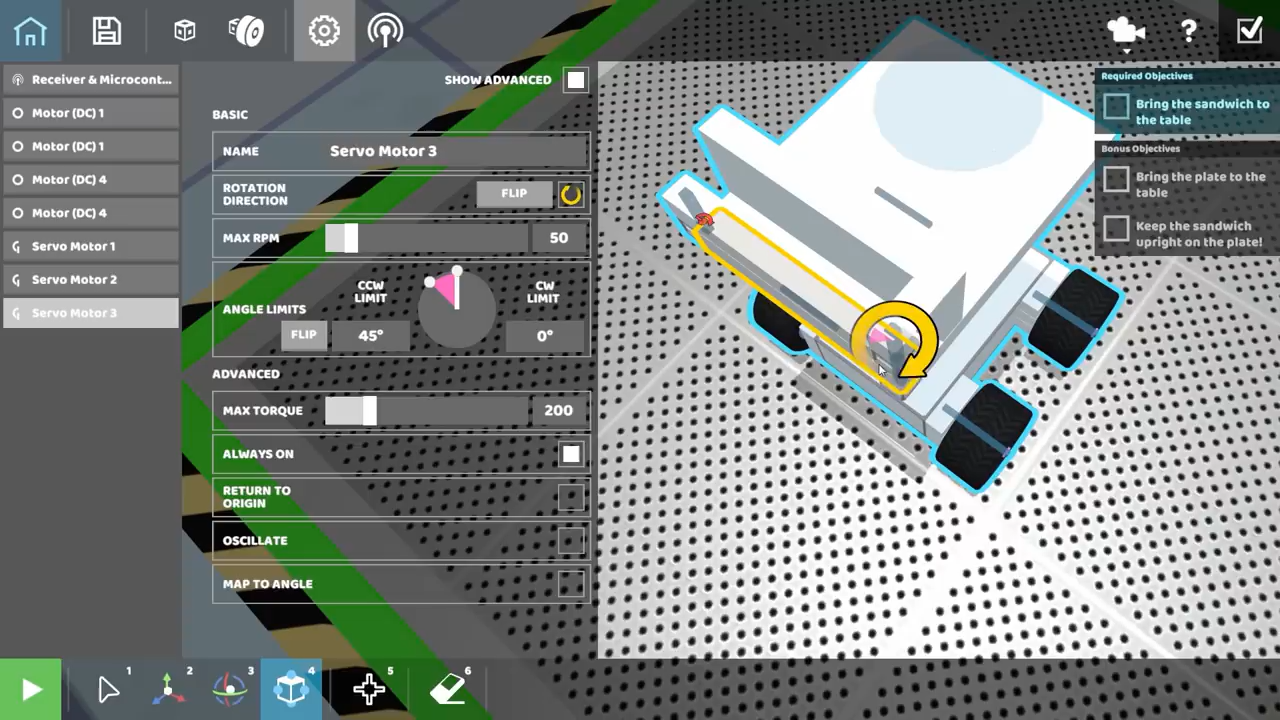 SHOW ADVANCED
Receiver & Microcont...
Motor (DC) 1
Motor (DC) 1
Motor (DC) 4
Motor (DC) 4
Servo Motor 1
Servo Motor 2
Servo Motor 3
BASIC
NAME Servo Motor 3
ROTATION
DIRECTION
FLIP
MAX RPM 50
CCW
LIMIT
CW
LIMIT
ANGLE LIMITS
FLIP 45° 0°
ADVANCED
MAX TORQUE 200
ALWAYS ON
RETURN TO
ORIGIN
OSCILLATE
MAP TO ANGLE
?
Required Objectives
Bring the sandwich to
the table
Bonus Objectives
Bring the plate to the
table
Keep the sandwich
upright on the plate!
1 2 3 4 5 6